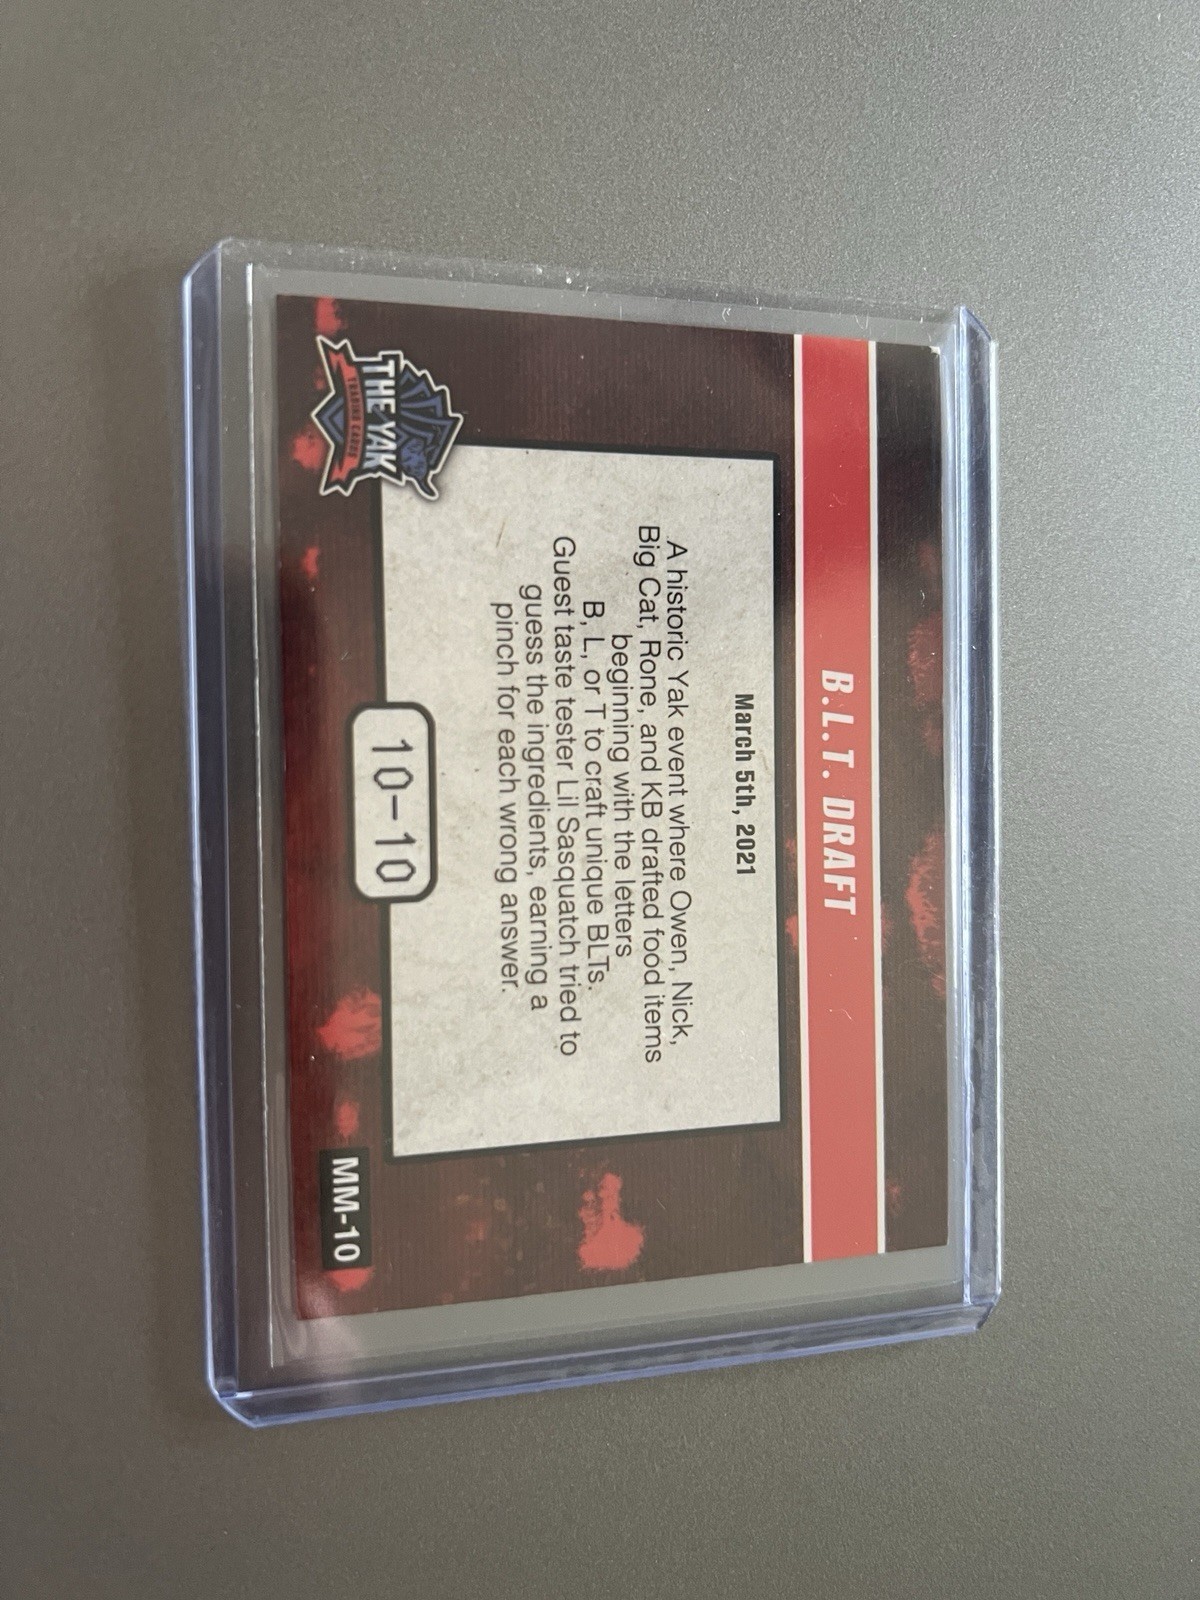 B.L.T. DRAFT
March 5th, 2021
A historic Yak event where Owen, Nick,
Big Cat, Rone, and KB drafted food items
beginning with the letters
B, L, or T to craft unique BLTs.
Guest taste tester Lil Sasquatch tried to
guess the ingredients, earning a
pinch for each wrong answer.
10-10
THE YAK
TRADING CARDS
MM-10